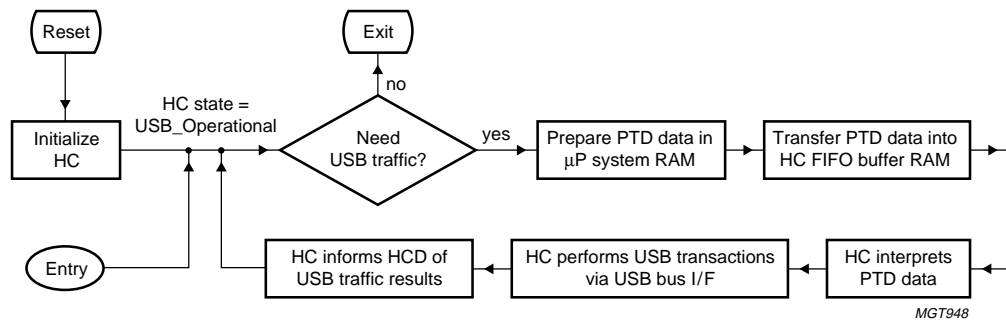 Reset
Exit
no
HC state =
USB_Operational
Initialize
HC
Need
USB traffic?
yes
Prepare PTD data in
µP system RAM
Transfer PTD data into
HC FIFO buffer RAM
Entry
HC informs HCD of
USB traffic results
HC performs USB transactions
via USB bus I/F
HC interprets
PTD data
MGT948